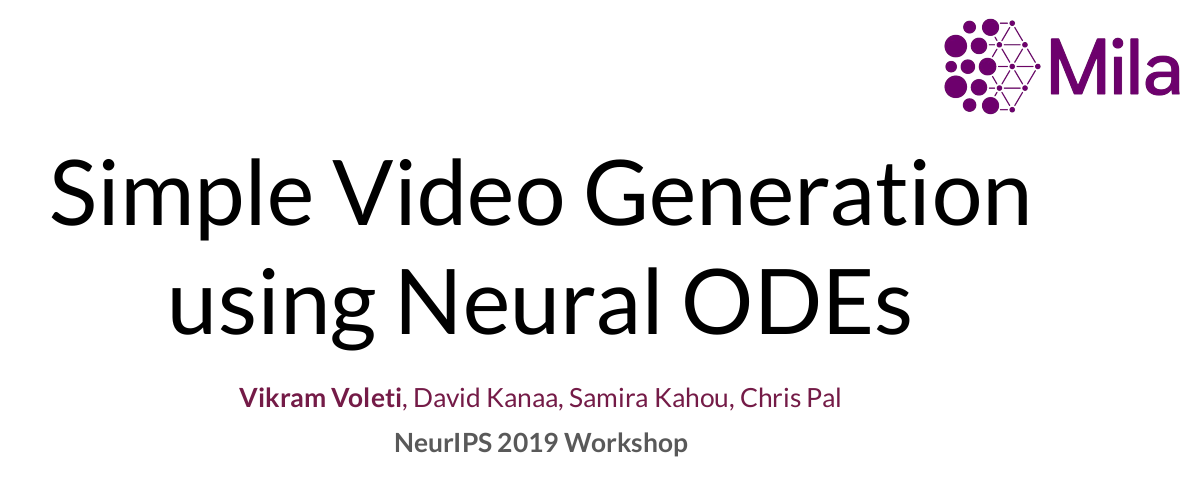 Mila
Simple Video Generation
using Neural ODEs
Vikram Voleti, David Kanaa, Samira Kahou, Chris Pal
NeurIPS 2019 Workshop